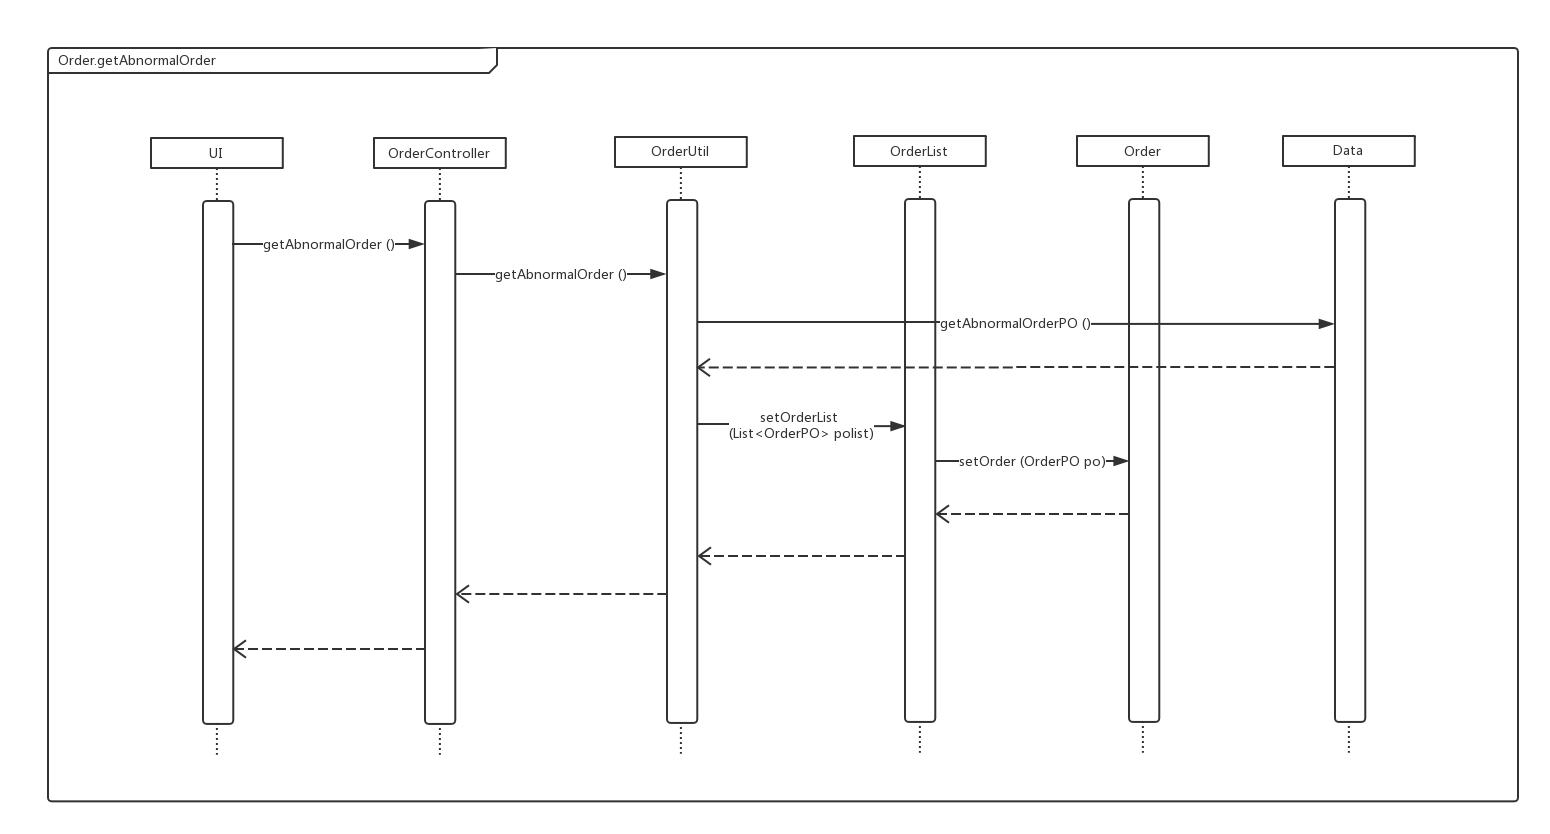 Order.getAbnormalOrder
UI
OrderController
OrderUtil
OrderList
Order
Data
getAbnormalOrder ()
getAbnormalOrder ()
getAbnormalOrderPO ()
setOrderList
(List<OrderPO> polist)
setOrder (OrderPO po)